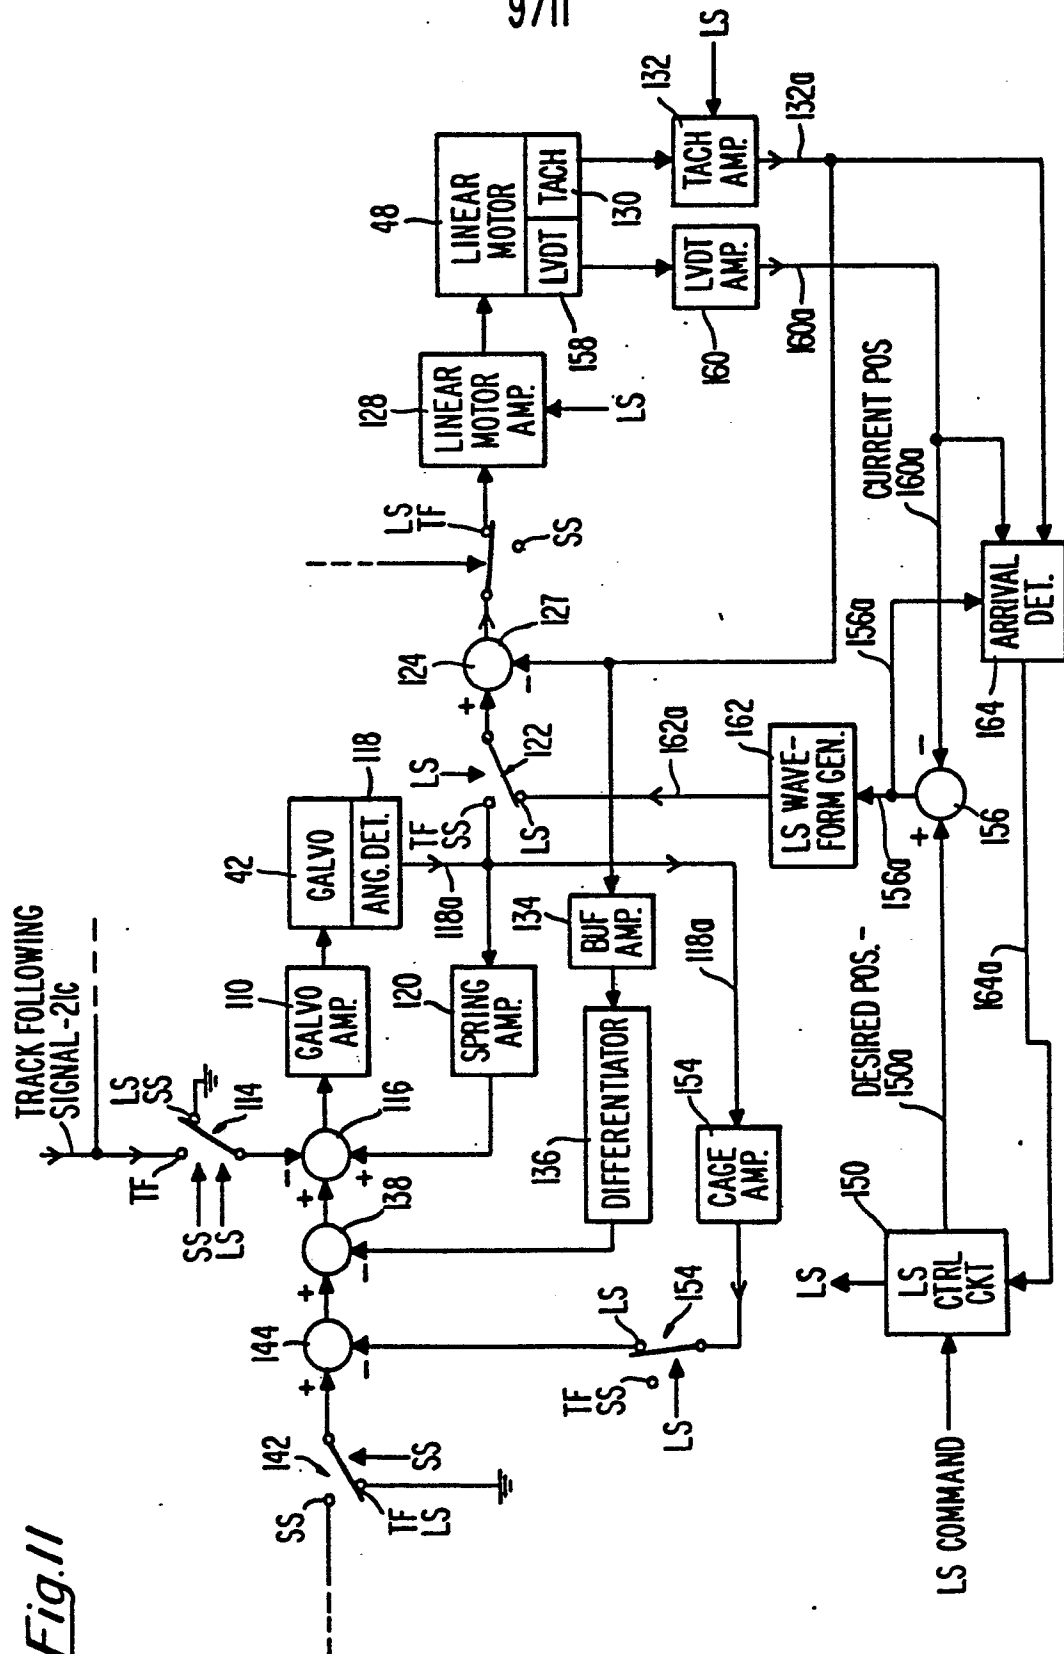 9/11
Fig.11
TRACK FOLLOWING
SIGNAL-21c
TF
LS
SS
114
SS
LS
110
GALVO
AMP.
42
GALVO
ANG. DET.
118
116
138
144
142
SS
TF
LS
SS
120
SPRING
AMP.
118a
TF
SS
LS
LS
122
124
127
LS
TF
SS
128
LINEAR
MOTOR
AMP.
LS
48
LINEAR
MOTOR
LVDT
TACH
158
130
132
TACH
AMP.
LS
132a
160
LVDT
AMP.
160a
134
BUF
AMP.
136
DIFFERENTIATOR
118a
154
CAGE
AMP.
LS
154
TF
SS
LS
162a
162
LS WAVE-
FORM GEN.
156a
156a
156
CURRENT POS
160a
164
ARRIVAL
DET.
164a
DESIRED POS.-
150a
150
LS
LS
CTRL
CKT
LS COMMAND